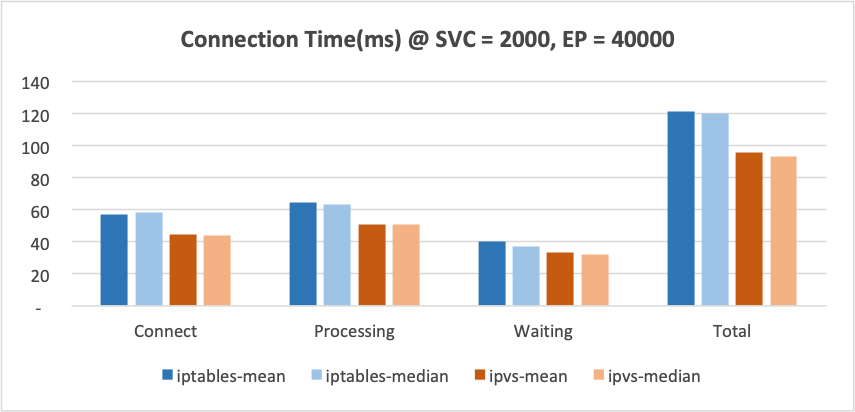 Connection Time(ms) @ SVC = 2000, EP = 40000
140
120
100
80
60
40
20
-
Connect Processing Waiting Total
iptables-mean iptables-median ipvs-mean ipvs-median